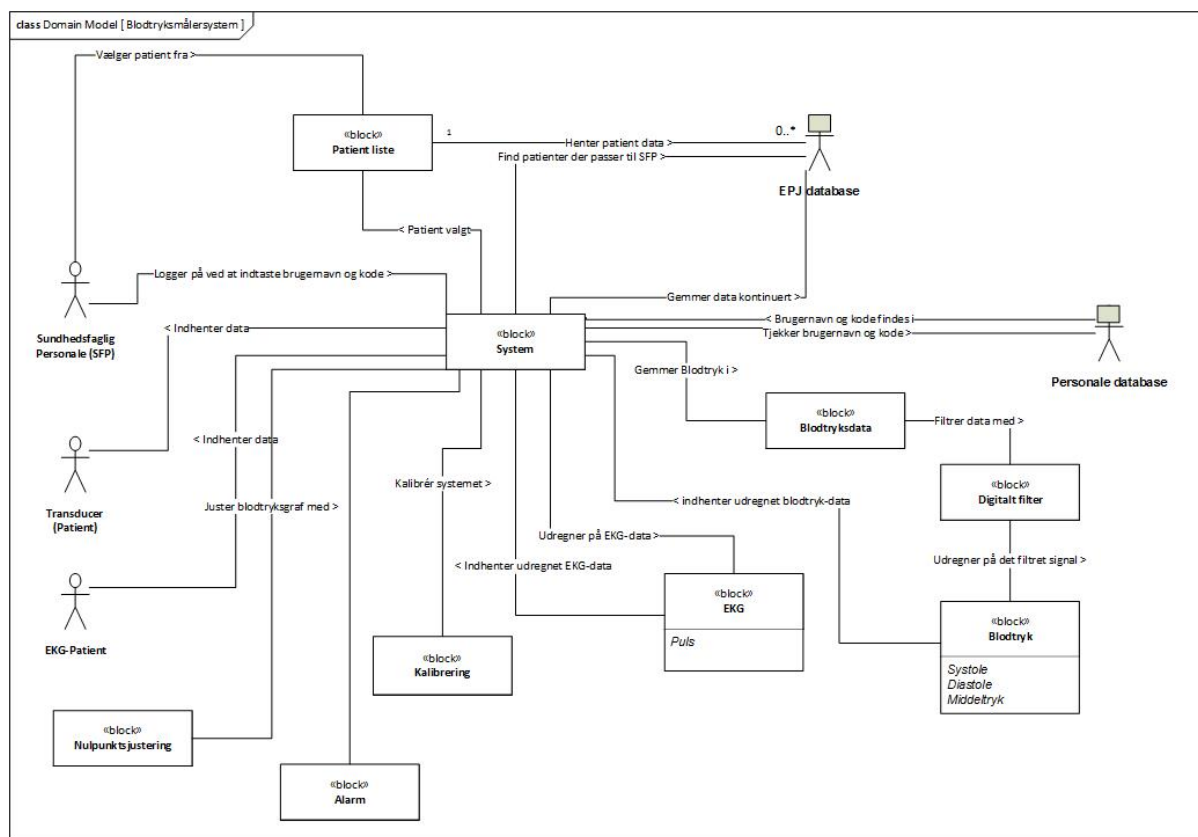 class Domain Model [ Blodtryksmålersystem ]
Vælger patient fra >
«block»
Patient liste
1
0..*
Henter patient data >
Find patienter der passer til SFP >
EPJ database
< Patient valgt
Logger på ved at indtaste brugernavn og kode >
Gemmer data kontinuert >
Sundhedsfaglig
Personale (SFP)
< Indhenter data
«block»
System
< Brugernavn og kode findes i
Tjekker brugernavn og kode >
Personale database
Gemmer Blodtryk i >
«block»
Blodtryksdata
Filtrer data med >
< Indhenter data
Transducer
(Patient)
Juster blodtryksgraf med >
Kalibrér systemet >
«block»
Digitalt filter
< indhenter udregnet blodtryk-data
Udregner på EKG-data >
< Indhenter udregnet EKG-data
Udregner på det filtret signal >
«block»
EKG
Puls
EKG-Patient
«block»
Kalibrering
«block»
Blodtryk
Systole
Diastole
Middeltryk
«block»
Nulpunktsjustering
«block»
Alarm